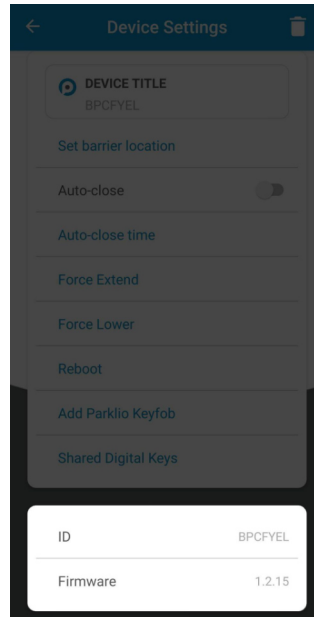 Device Settings
DEVICE TITLE
BPCFYEL
Set barrier location
Auto-close
Auto-close time
Force Extend
Force Lower
Reboot
Add Parklio Keyfob
Shared Digital Keys
ID BPCFYEL
Firmware 1.2.15